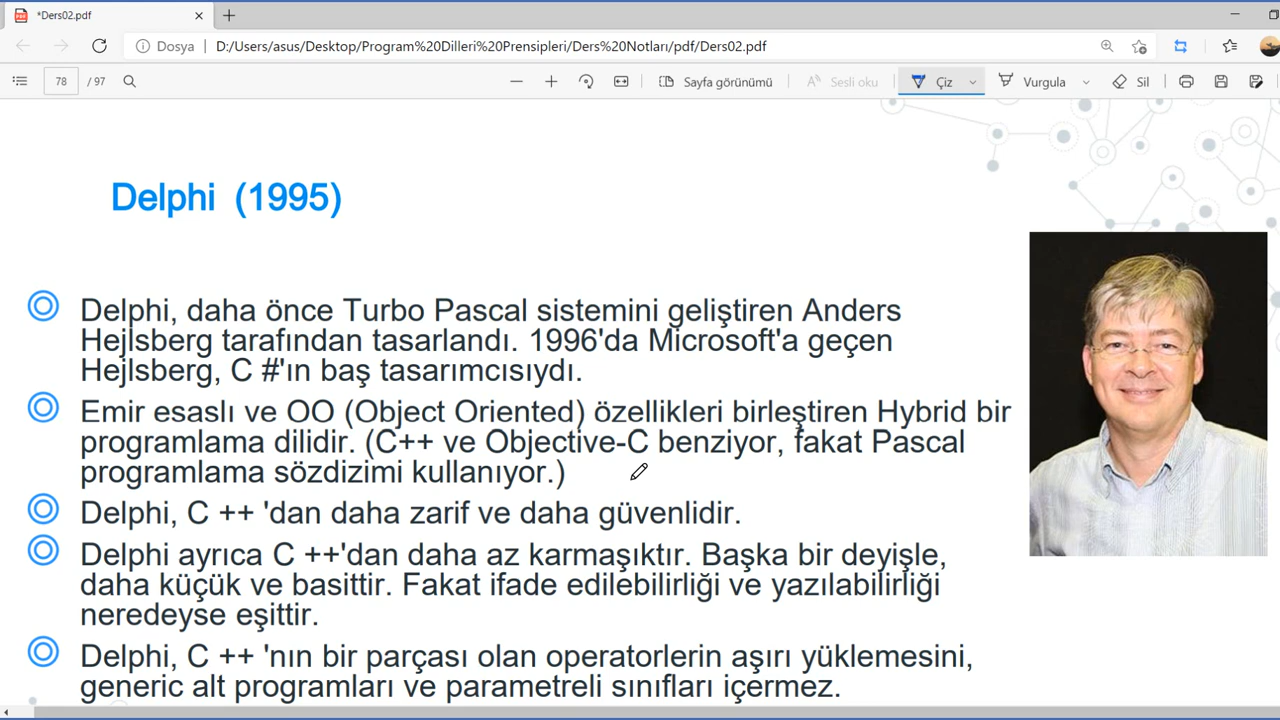 *Ders02.pdf
Dosya
D:/Users/asus/Desktop/Program%20Dilleri%20Prensipleri/Ders%20Notları/pdf/Ders02.pdf
78 / 97
Sayfa görünümü
Sesli oku
Çiz
Vurgula
Sil
Delphi (1995)
Delphi, daha önce Turbo Pascal sistemini geliştiren Anders
Hejlsberg tarafından tasarlandı. 1996'da Microsoft'a geçen
Hejlsberg, C #'ın baş tasarımcısıydı.
Emir esaslı ve OO (Object Oriented) özellikleri birleştiren Hybrid bir
programlama dilidir. (C++ ve Objective-C benziyor, fakat Pascal
programlama sözdizimi kullanıyor.)
Delphi, C ++ 'dan daha zarif ve daha güvenlidir.
Delphi ayrıca C ++'dan daha az karmaşıktır. Başka bir deyişle,
daha küçük ve basittir. Fakat ifade edilebilirliği ve yazılabilirliği
neredeyse eşittir.
Delphi, C ++ 'nın bir parçası olan operatorlerin aşırı yüklemesini,
generic alt programları ve parametreli sınıfları içermez.